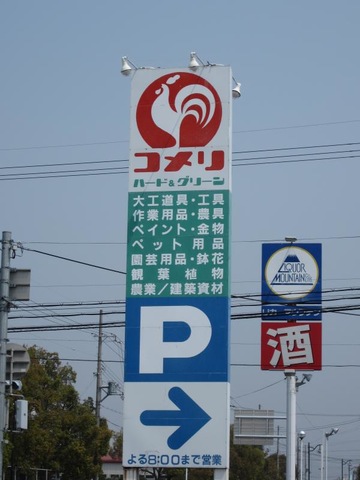 コメリ
ハード&グリーン
大工道具・工具
作業用品・農具
ペイント・金物
ペット用品
園芸用品・鉢花
観葉植物
農業/建築資材
P
よる8:00まで営業
LIQUOR
MOUNTAIN
酒